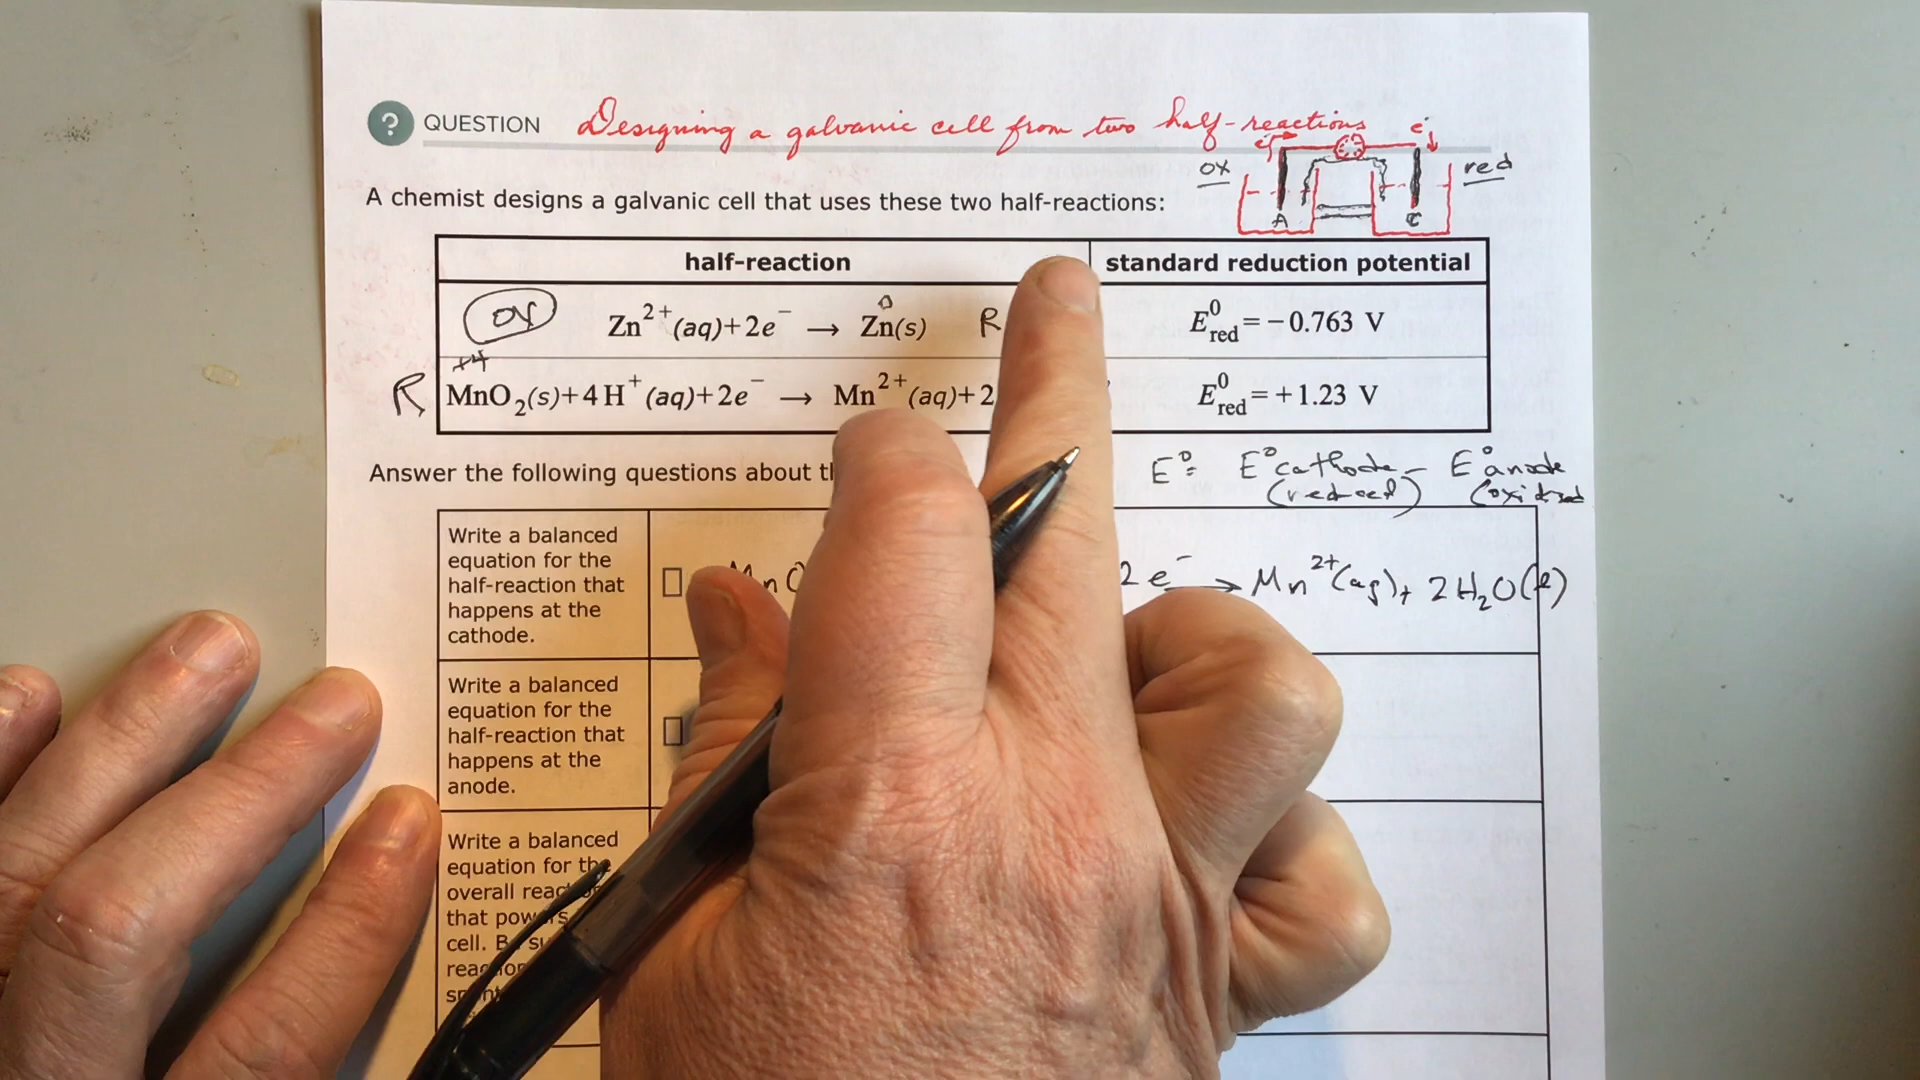 ? QUESTION Designing a galvanic cell from two half-reactions
e⁻ e⁻
ox red
A C
A chemist designs a galvanic cell that uses these two half-reactions:
half-reaction standard reduction potential
ox Zn²⁺(aq)+2e⁻ → Zn(s) R E⁰red = −0.763 V
0
+4
R MnO₂(s)+4H⁺(aq)+2e⁻ → Mn²⁺(aq)+2 E⁰red = +1.23 V
Answer the following questions about
E° = E°cathode − E°anode
(reduced) (oxidized
Write a balanced
equation for the
half-reaction that
happens at the
cathode.
MnO 2e⁻ → Mn²⁺(aq) + 2H₂O(l)
Write a balanced
equation for the
half-reaction that
happens at the
anode.
Write a balanced
equation for the
overall
that
cell.